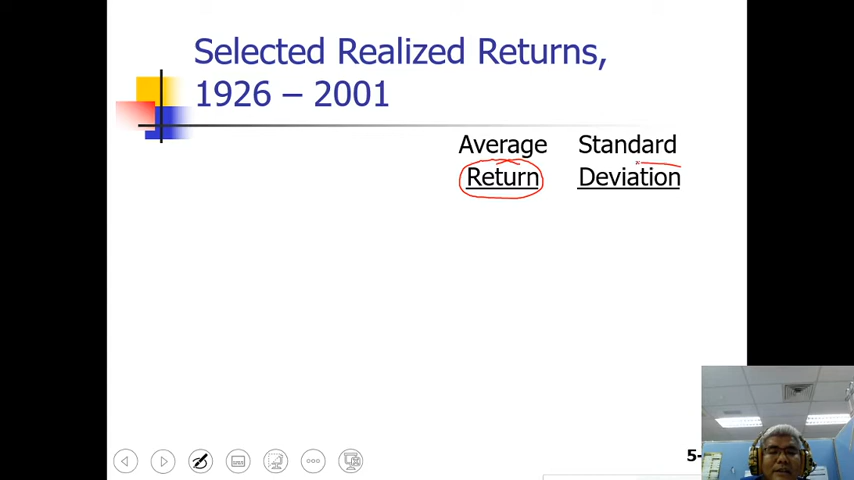 Selected Realized Returns,
1926 – 2001
Average Standard
Return Deviation
5-